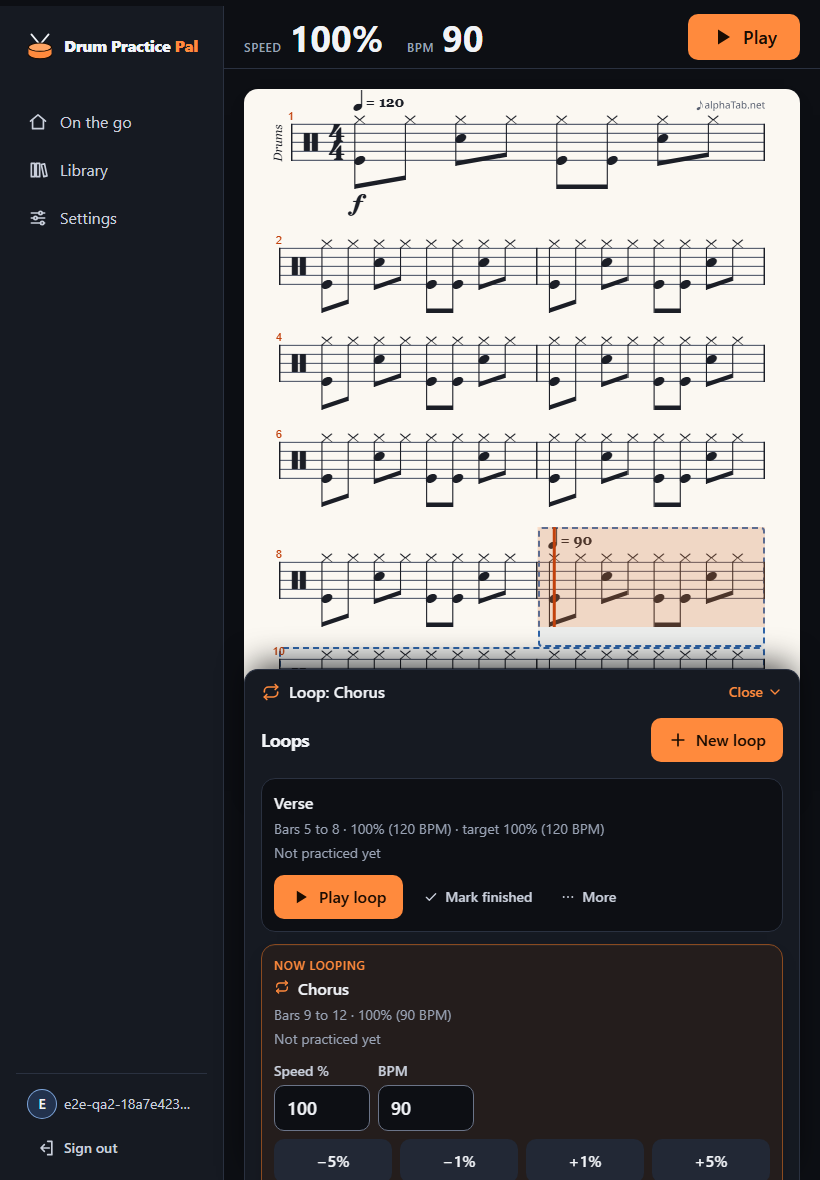 Drum Practice Pal
On the go
Library
Settings
e2e-qa2-18a7e423...
E
Sign out
SPEED 100% BPM 90
Play
= 120
alphaTab.net
1
Drums
4
4
f
2
4
6
8
= 90
10
Loop: Chorus
Close
Loops
New loop
Verse
Bars 5 to 8 · 100% (120 BPM) · target 100% (120 BPM)
Not practiced yet
Play loop
Mark finished
··· More
NOW LOOPING
Chorus
Bars 9 to 12 · 100% (90 BPM)
Not practiced yet
Speed % BPM
100 90
−5% −1% +1% +5%